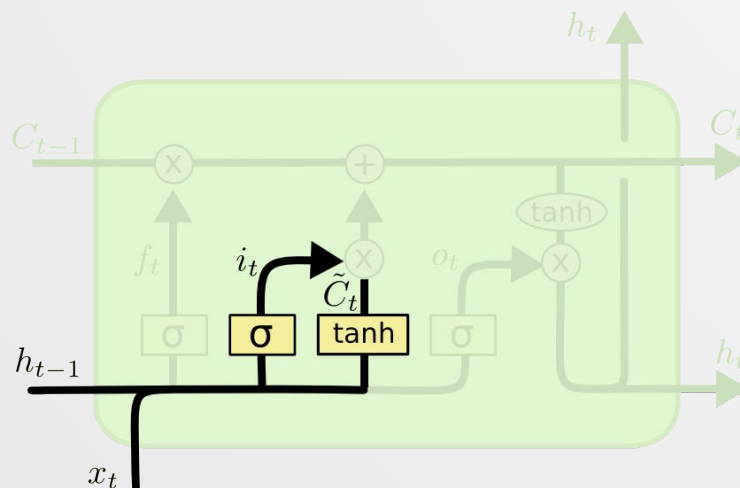 h_t
C_{t-1}
C_t
x
+
tanh
f_t
i_t
x
o_t
x
C̃_t
σ
σ
tanh
σ
h_{t-1}
h_t
x_t